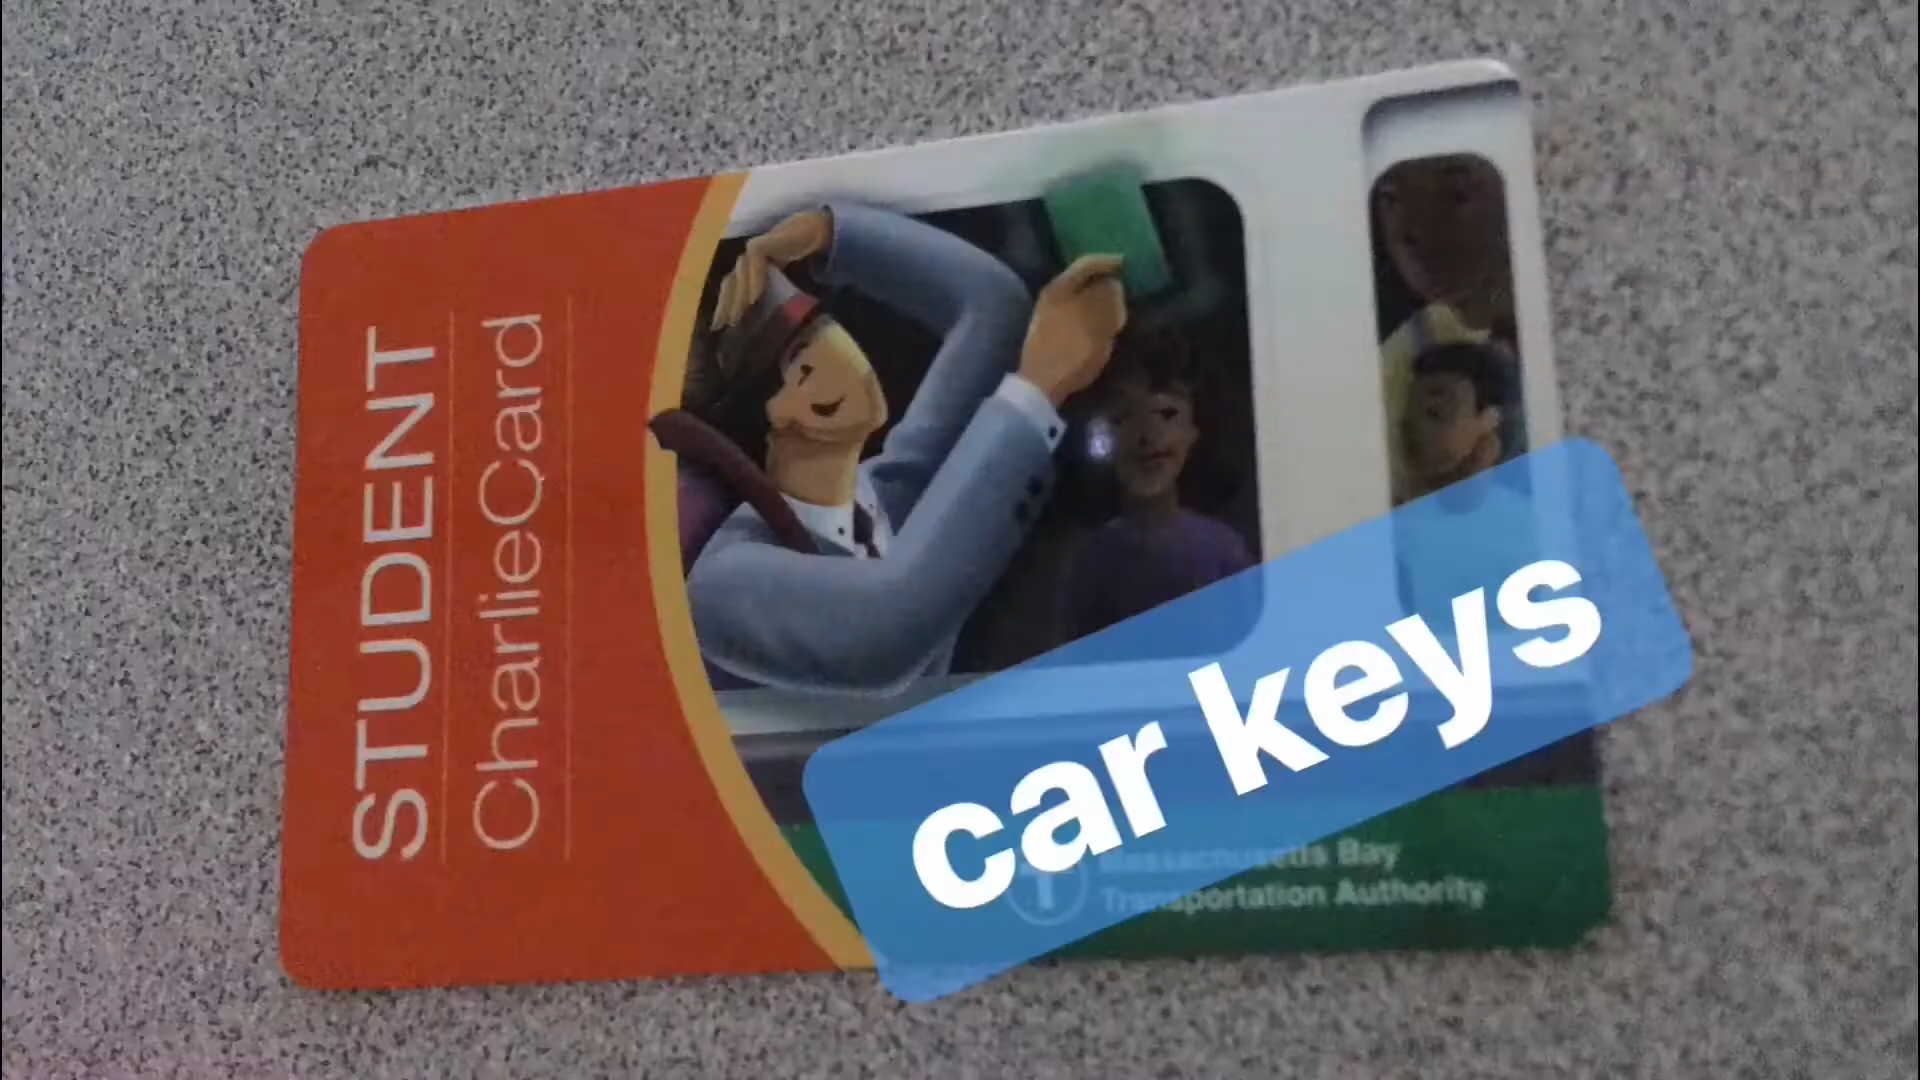 STUDENT
CharlieCard
car keys
Massachusetts Bay
Transportation Authority
T